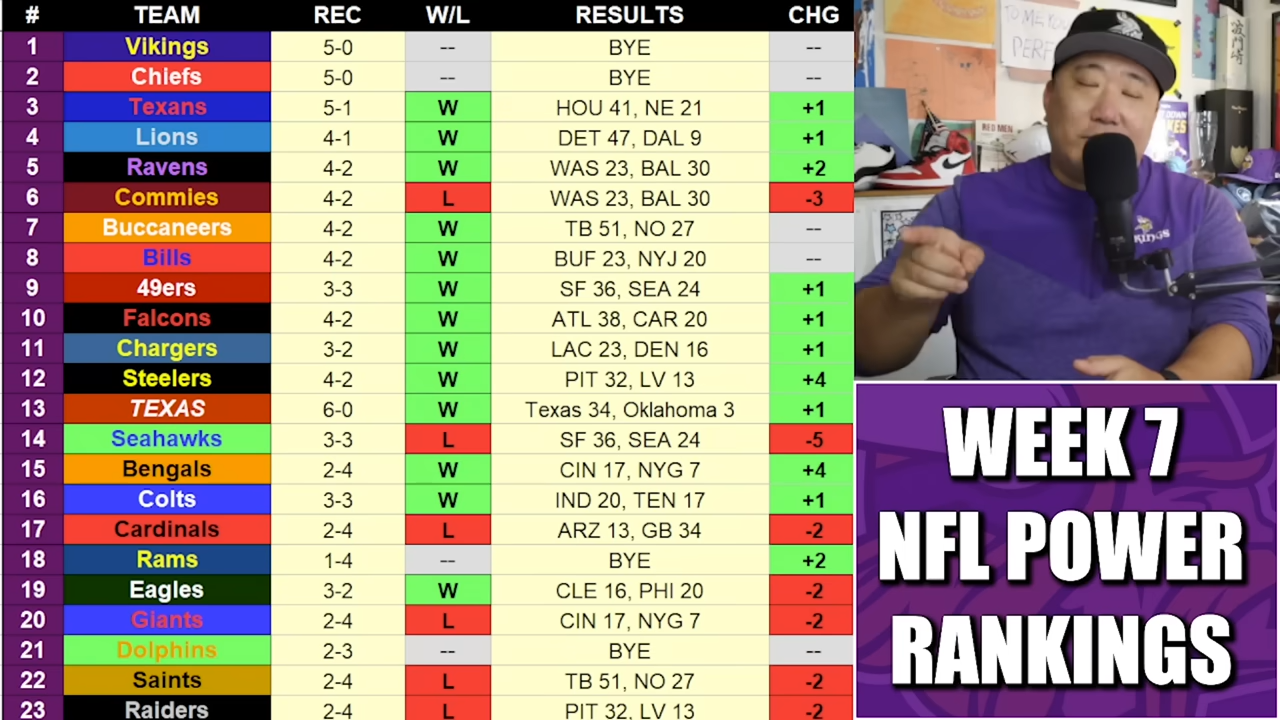 # TEAM REC W/L RESULTS CHG
1 Vikings 5-0 -- BYE --
2 Chiefs 5-0 -- BYE --
3 Texans 5-1 W HOU 41, NE 21 +1
4 Lions 4-1 W DET 47, DAL 9 +1
5 Ravens 4-2 W WAS 23, BAL 30 +2
6 Commies 4-2 L WAS 23, BAL 30 -3
7 Buccaneers 4-2 W TB 51, NO 27 --
8 Bills 4-2 W BUF 23, NYJ 20 --
9 49ers 3-3 W SF 36, SEA 24 +1
10 Falcons 4-2 W ATL 38, CAR 20 +1
11 Chargers 3-2 W LAC 23, DEN 16 +1
12 Steelers 4-2 W PIT 32, LV 13 +4
13 TEXAS 6-0 W Texas 34, Oklahoma 3 +1
14 Seahawks 3-3 L SF 36, SEA 24 -5
15 Bengals 2-4 W CIN 17, NYG 7 +4
16 Colts 3-3 W IND 20, TEN 17 +1
17 Cardinals 2-4 L ARZ 13, GB 34 -2
18 Rams 1-4 -- BYE +2
19 Eagles 3-2 W CLE 16, PHI 20 -2
20 Giants 2-4 L CIN 17, NYG 7 -2
21 Dolphins 2-3 -- BYE --
22 Saints 2-4 L TB 51, NO 27 -2
23 Raiders 2-4 L PIT 32, LV 13 -2
TO ME YOU
PERFE
RED MEN
WEEK 7
NFL POWER
RANKINGS